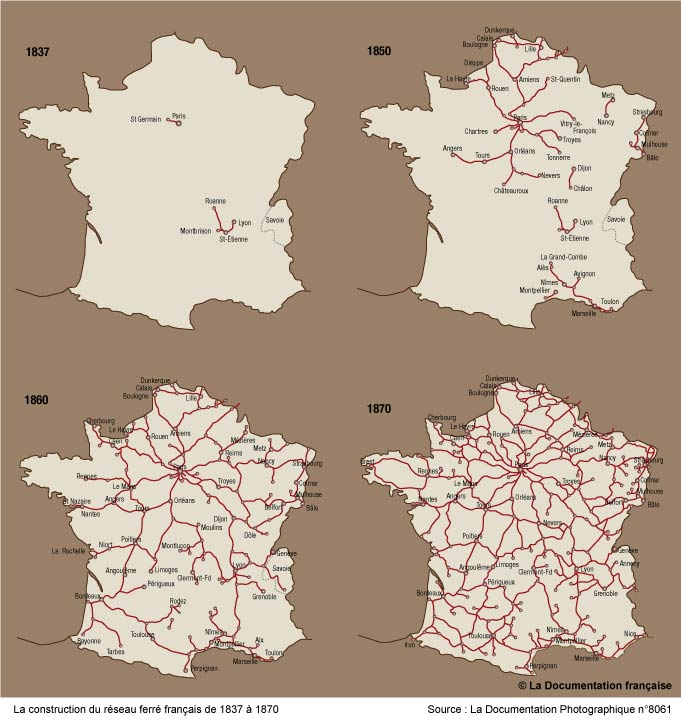 1837
St Germain
Paris
Roanne
Lyon
Montbrison
St-Étienne
Savoie
1850
Dunkerque
Calais
Boulogne
Lille
Dieppe
Le Havre
Amiens
St-Quentin
Rouen
Metz
Paris
Vitry-le-
François
Nancy
Strasbourg
Chartres
Troyes
Colmar
Mulhouse
Angers
Orléans
Tours
Tonnerre
Bâle
Nevers
Dijon
Châteauroux
Châlon
Roanne
Lyon
Savoie
St-Étienne
La Grand-Combe
Alès
Avignon
Nîmes
Montpellier
Toulon
Marseille
1860
Dunkerque
Calais
Boulogne
Lille
Cherbourg
Le Havre
Amiens
Rouen
Caen
Mézières
Metz
Reims
Nancy
Strasbourg
Paris
Rennes
Le Mans
Troyes
Colmar
Mulhouse
St Nazaire
Angers
Orléans
Tours
Belfort
Bâle
Nantes
Dijon
Moulins
Dôle
Poitiers
Niort
Montluçon
La Rochelle
Genève
Lyon
Savoie
Angoulême
Limoges
Clermont-Fd
Périgueux
Grenoble
Bordeaux
Rodez
Toulouse
Nîmes
Bayonne
Montpellier
Aix
Tarbes
Toulon
Marseille
Perpignan
1870
Dunkerque
Calais
Boulogne
Lille
Cherbourg
Le Havre
Amiens
Rouen
Caen
Mézières
Metz
Reims
Nancy
Strasbourg
Brest
Paris
Rennes
Le Mans
Troyes
Colmar
Mulhouse
Nantes
Angers
Orléans
Tours
Belfort
Bâle
Nevers
Poitiers
Genève
Angoulême
Limoges
Clermont-Fd
Lyon
Annecy
Périgueux
Grenoble
Bordeaux
Toulouse
Nîmes
Nice
Irun
Montpellier
Marseille
Perpignan
© La Documentation française
La construction du réseau ferré français de 1837 à 1870
Source : La Documentation Photographique n°8061